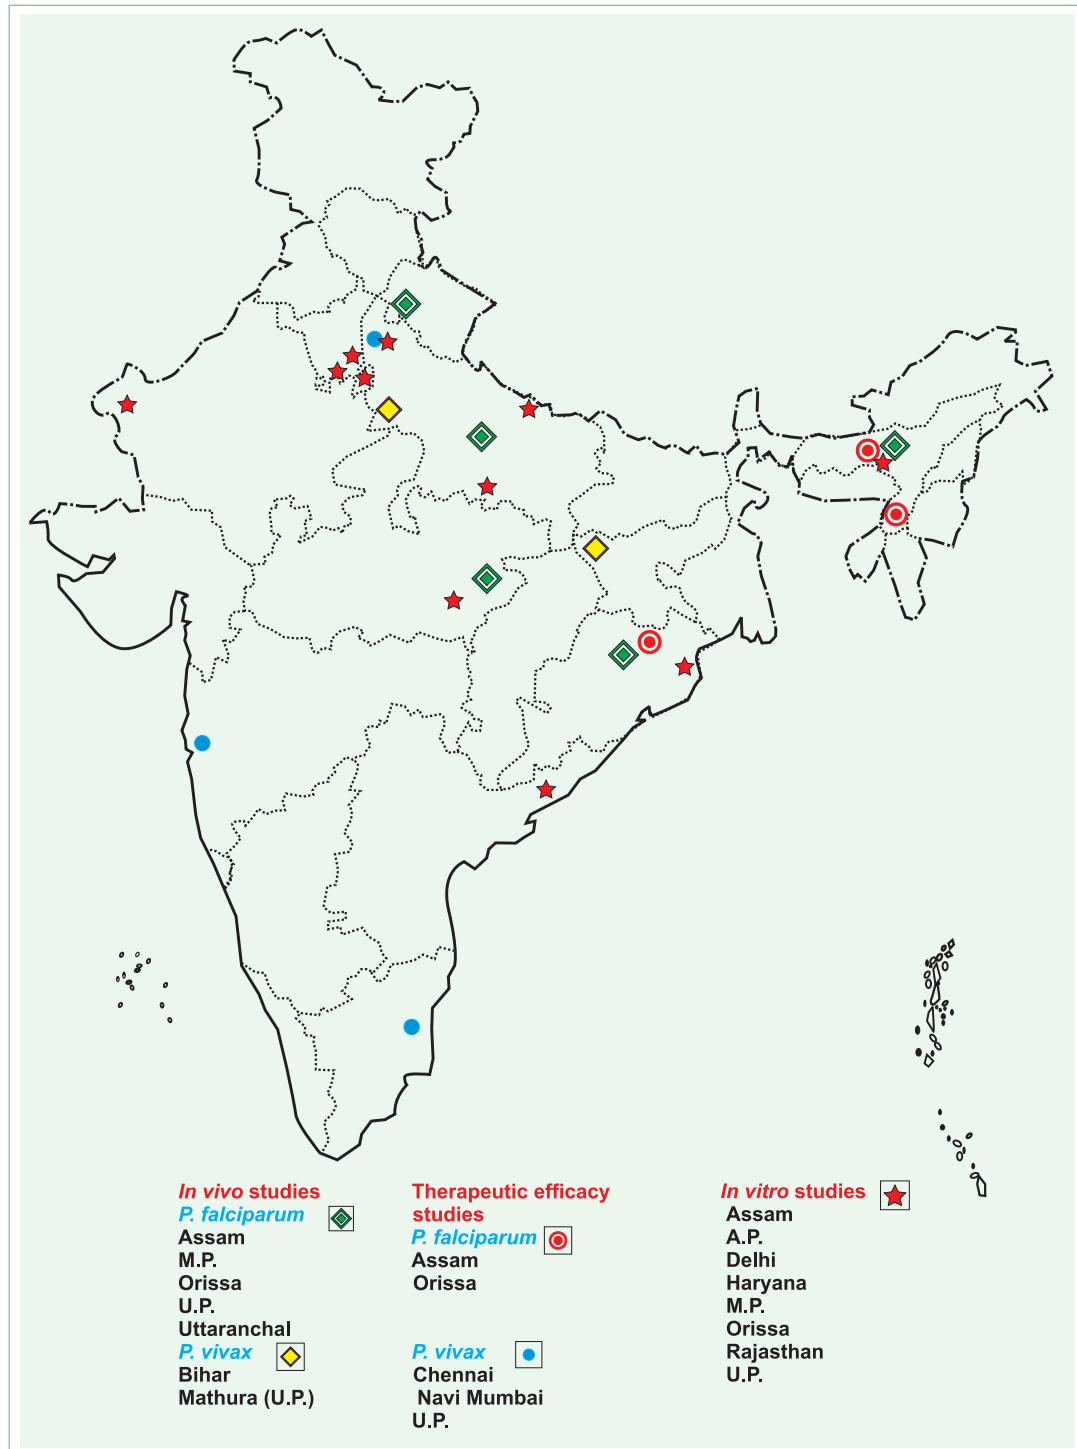 In vivo studies
P. falciparum
Assam
M.P.
Orissa
U.P.
Uttaranchal
P. vivax
Bihar
Mathura (U.P.)
Therapeutic efficacy
studies
P. falciparum
Assam
Orissa
P. vivax
Chennai
Navi Mumbai
U.P.
In vitro studies
Assam
A.P.
Delhi
Haryana
M.P.
Orissa
Rajasthan
U.P.